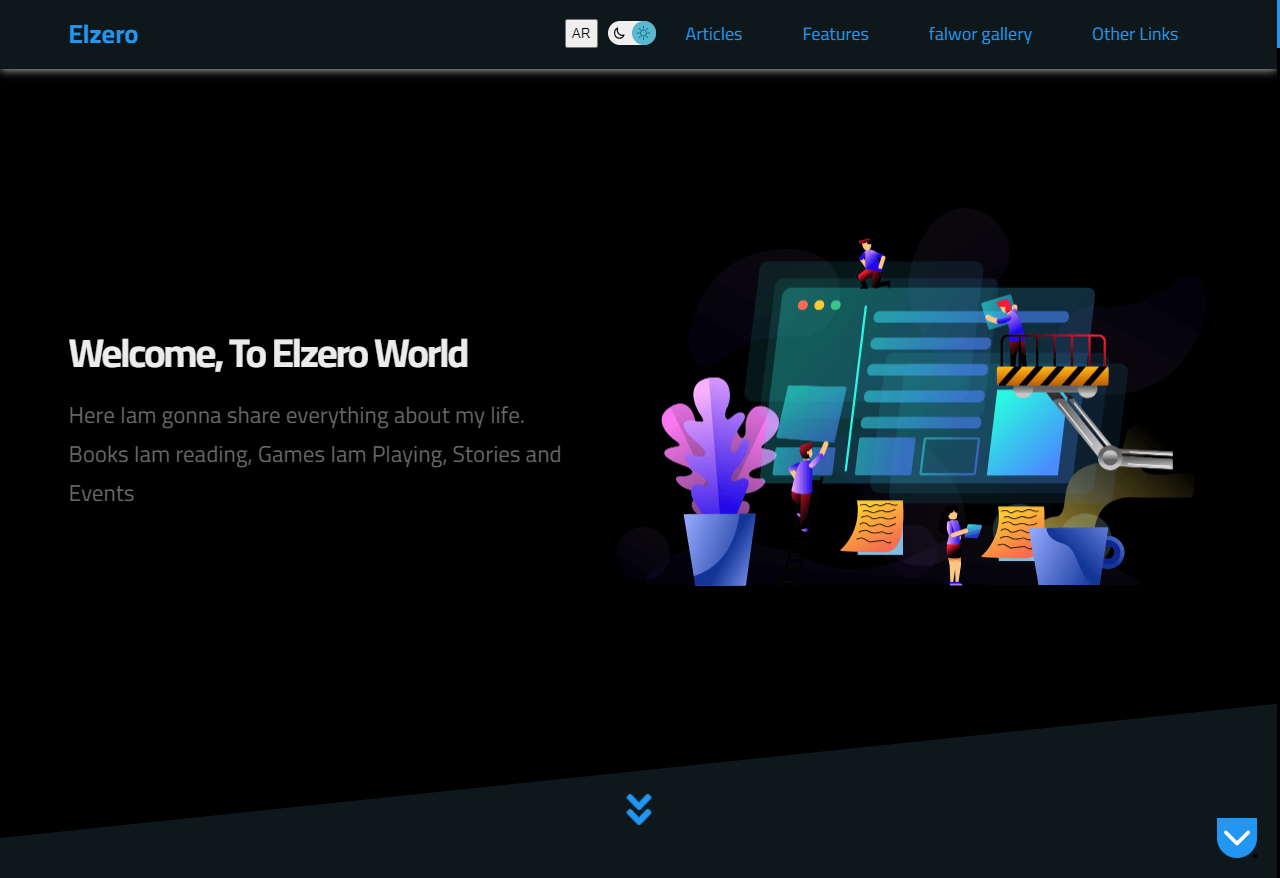 Elzero
AR
Articles
Features
falwor gallery
Other Links
Welcome, To Elzero World
Here Iam gonna share everything about my life.
Books Iam reading, Games Iam Playing, Stories and
Events